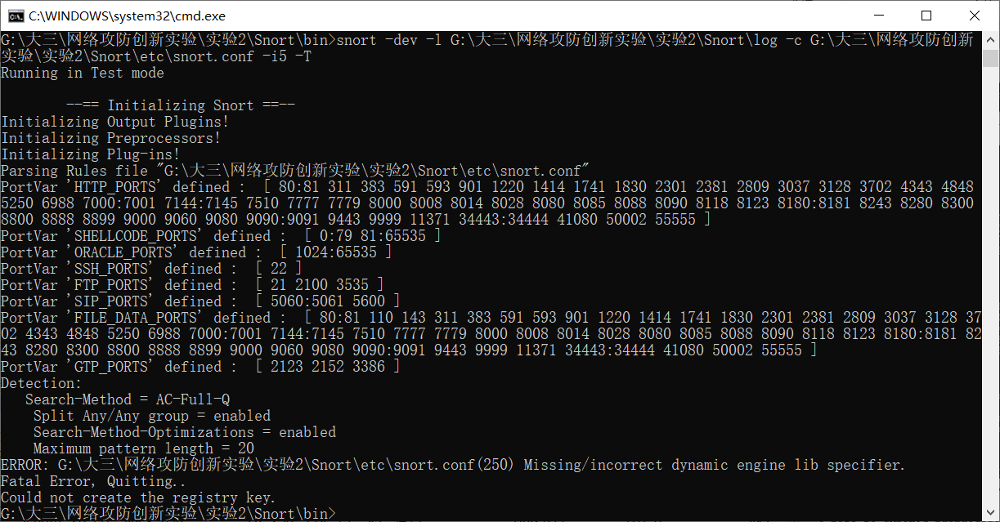 C:\WINDOWS\system32\cmd.exe
G:\大三\网络攻防创新实验\实验2\Snort\bin>snort -dev -l G:\大三\网络攻防创新实验\实验2\Snort\log -c G:\大三\网络攻防创新
实验\实验2\Snort\etc\snort.conf -i5 -T
Running in Test mode
--== Initializing Snort ==--
Initializing Output Plugins!
Initializing Preprocessors!
Initializing Plug-ins!
Parsing Rules file "G:\大三\网络攻防创新实验\实验2\Snort\etc\snort.conf"
PortVar 'HTTP_PORTS' defined :  [ 80:81 311 383 591 593 901 1220 1414 1741 1830 2301 2381 2809 3037 3128 3702 4343 4848
5250 6988 7000:7001 7144:7145 7510 7777 7779 8000 8008 8014 8028 8080 8085 8088 8090 8118 8123 8180:8181 8243 8280 8300
8800 8888 8899 9000 9060 9080 9090:9091 9443 9999 11371 34443:34444 41080 50002 55555 ]
PortVar 'SHELLCODE_PORTS' defined :  [ 0:79 81:65535 ]
PortVar 'ORACLE_PORTS' defined :  [ 1024:65535 ]
PortVar 'SSH_PORTS' defined :  [ 22 ]
PortVar 'FTP_PORTS' defined :  [ 21 2100 3535 ]
PortVar 'SIP_PORTS' defined :  [ 5060:5061 5600 ]
PortVar 'FILE_DATA_PORTS' defined :  [ 80:81 110 143 311 383 591 593 901 1220 1414 1741 1830 2301 2381 2809 3037 3128 37
02 4343 4848 5250 6988 7000:7001 7144:7145 7510 7777 7779 8000 8008 8014 8028 8080 8085 8088 8090 8118 8123 8180:8181 82
43 8280 8300 8800 8888 8899 9000 9060 9080 9090:9091 9443 9999 11371 34443:34444 41080 50002 55555 ]
PortVar 'GTP_PORTS' defined :  [ 2123 2152 3386 ]
Detection:
Search-Method = AC-Full-Q
Split Any/Any group = enabled
Search-Method-Optimizations = enabled
Maximum pattern length = 20
ERROR: G:\大三\网络攻防创新实验\实验2\Snort\etc\snort.conf(250) Missing/incorrect dynamic engine lib specifier.
Fatal Error, Quitting..
Could not create the registry key.
G:\大三\网络攻防创新实验\实验2\Snort\bin>